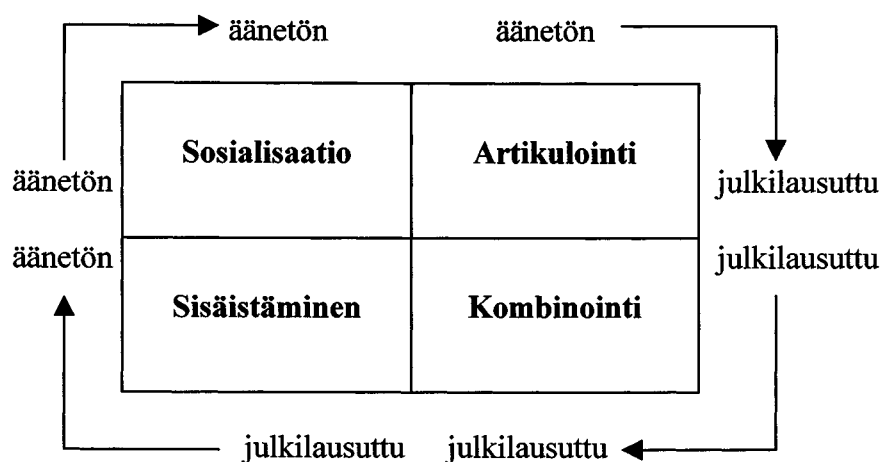 äänetön äänetön
Sosialisaatio Artikulointi
äänetön julkilausuttu
äänetön julkilausuttu
Sisäistäminen Kombinointi
julkilausuttu julkilausuttu